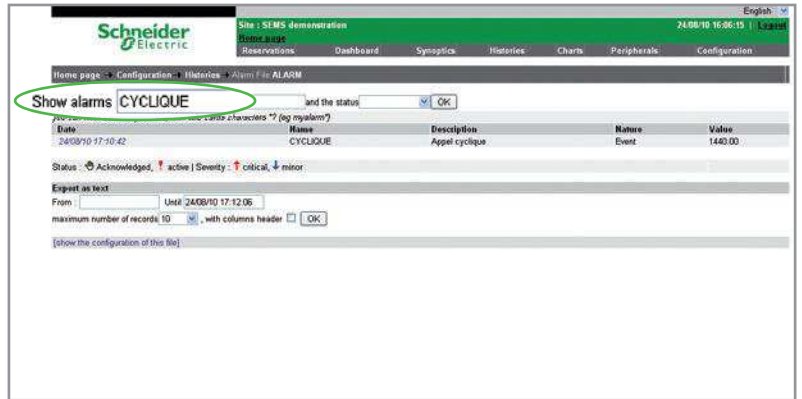 English
Schneider Electric
Site : SEMS demonstration
24/08/10 16:06:15 | Logout
Home page
Reservations Dashboard Synoptics Histories Charts Peripherals Configuration
Home page Configuration Histories Alarm File ALARM
Show alarms CYCLIQUE and the status OK
characters *? (eg myalarm*)
Date Name Description Nature Value
24/08/10 17:10:42 CYCLIQUE Appel cyclique Event 1440.00
Status : Acknowledged, active | Severity : critical, minor
Export as text
From : Until 24/08/10 17:12:06
maximum number of records 10 , with columns header OK
[show the configuration of this file]